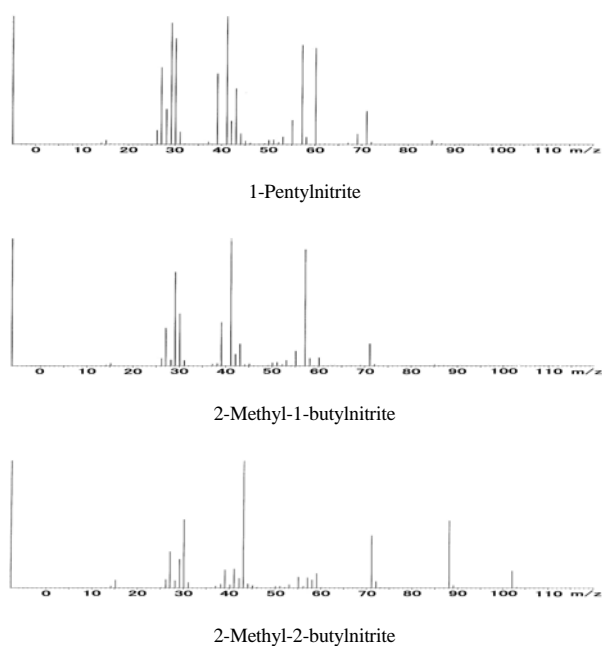 0 10 20 30 40 50 60 70 80 90 100 110 m/z
1-Pentylnitrite
0 10 20 30 40 50 60 70 80 90 100 110 m/z
2-Methyl-1-butylnitrite
0 10 20 30 40 50 60 70 80 90 100 110 m/z
2-Methyl-2-butylnitrite